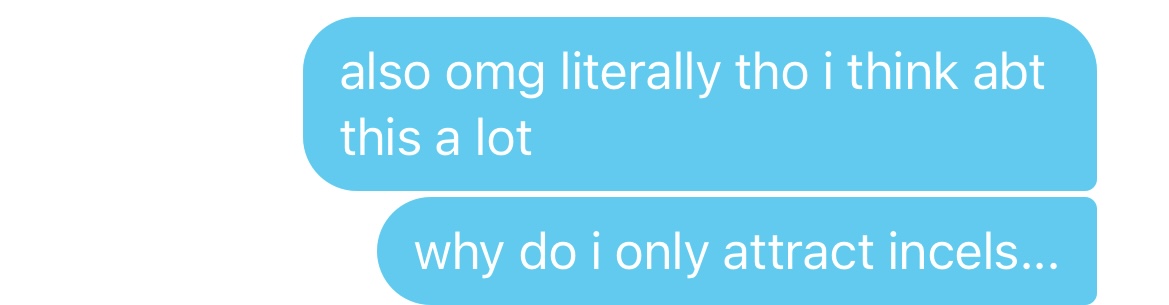 also omg literally tho i think abt
this a lot
why do i only attract incels...